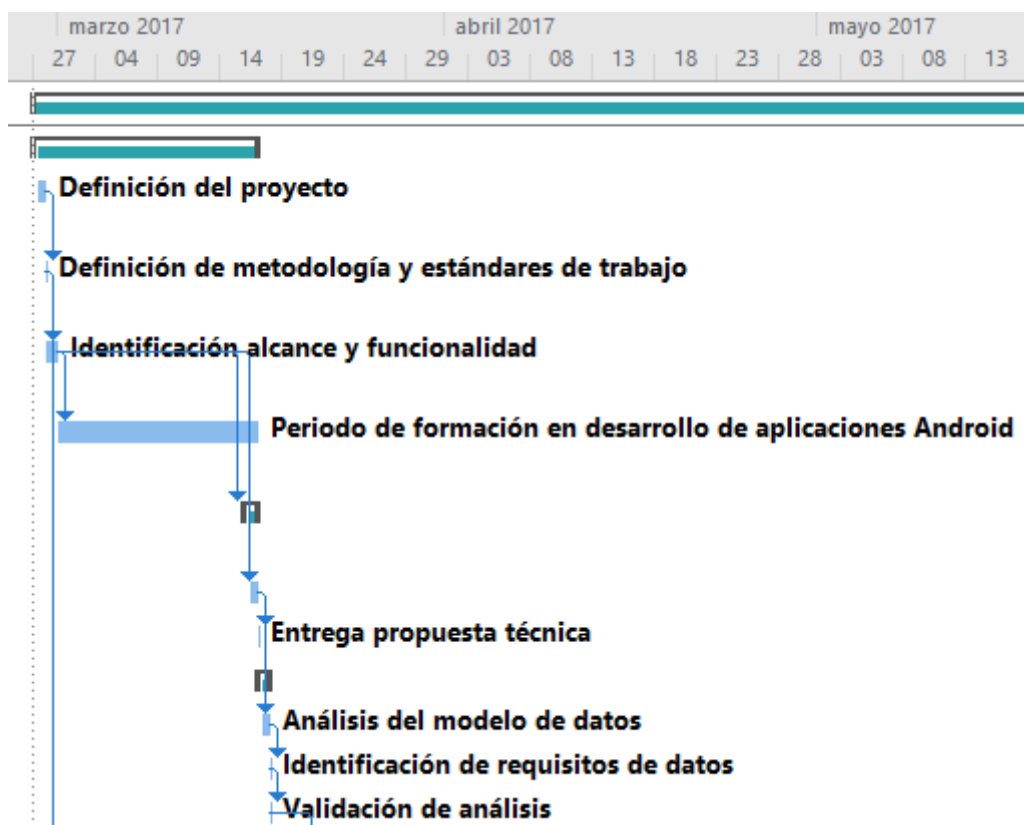 marzo 2017 abril 2017 mayo 2017
27 04 09 14 19 24 29 03 08 13 18 23 28 03 08 13
Definición del proyecto
Definición de metodología y estándares de trabajo
Identificación alcance y funcionalidad
Periodo de formación en desarrollo de aplicaciones Android
Entrega propuesta técnica
Análisis del modelo de datos
Identificación de requisitos de datos
Validación de análisis